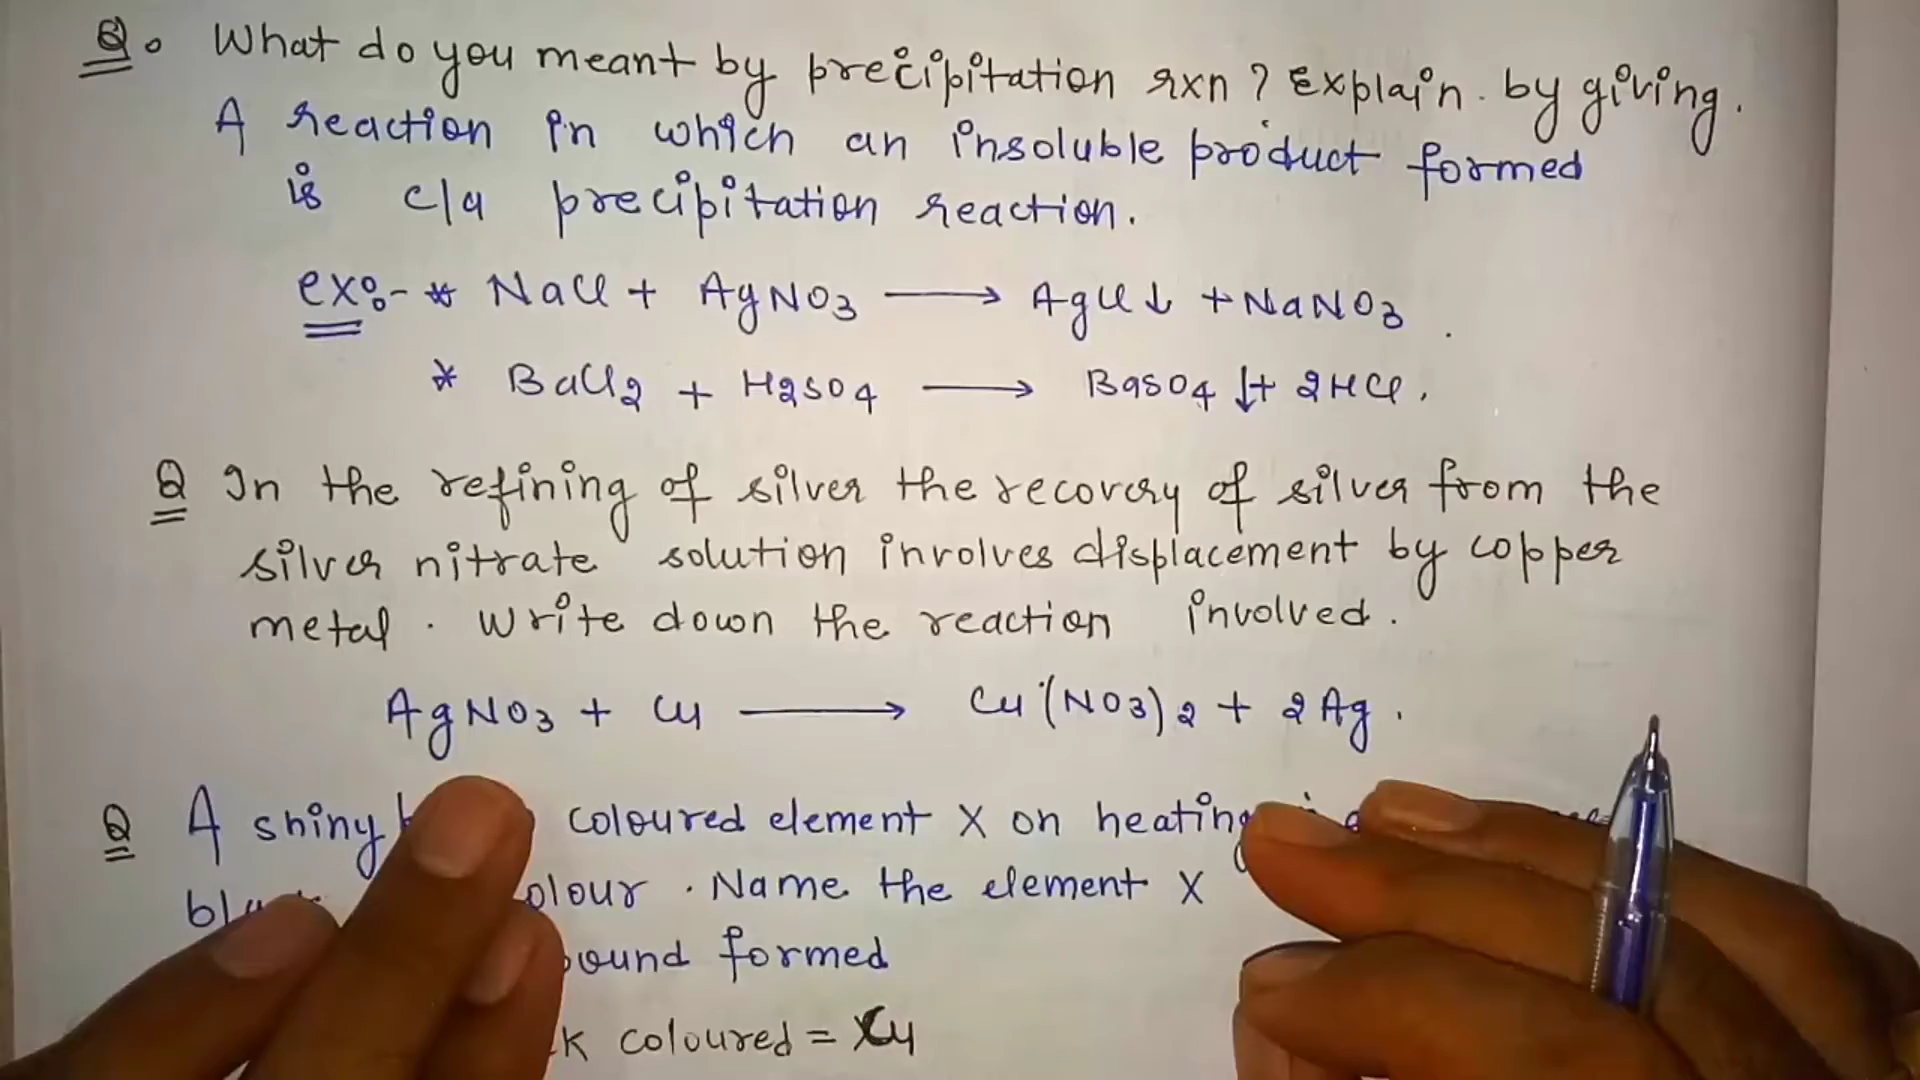 Q. What do you meant by precipitation rxn? Explain. by giving.
A reaction in which an insoluble product formed
is c/a precipitation reaction.
ex:- * NaCl + AgNO3 ⟶ AgCl↓ + NaNO3
* BaCl2 + H2SO4 ⟶ BaSO4↓ + 2HCl.
Q In the refining of silver the recovery of silver from the
silver nitrate solution involves displacement by copper
metal. Write down the reaction involved.
AgNO3 + Cu ⟶ Cu(NO3)2 + 2Ag.
Q A shiny coloured element X on heating
colour. Name the element X
formed
coloured = Cu